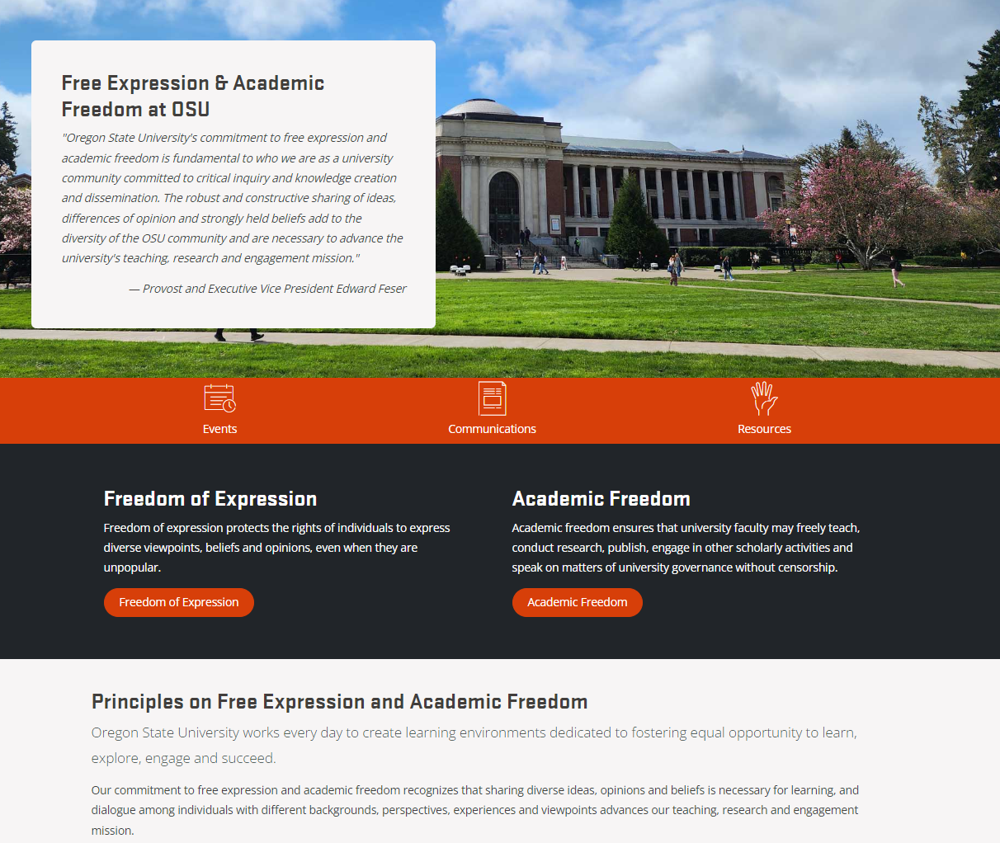 Free Expression & Academic
Freedom at OSU
"Oregon State University's commitment to free expression and
academic freedom is fundamental to who we are as a university
community committed to critical inquiry and knowledge creation
and dissemination. The robust and constructive sharing of ideas,
differences of opinion and strongly held beliefs add to the
diversity of the OSU community and are necessary to advance the
university's teaching, research and engagement mission."
— Provost and Executive Vice President Edward Feser
Events
Communications
Resources
Freedom of Expression
Freedom of expression protects the rights of individuals to express
diverse viewpoints, beliefs and opinions, even when they are
unpopular.
Freedom of Expression
Academic Freedom
Academic freedom ensures that university faculty may freely teach,
conduct research, publish, engage in other scholarly activities and
speak on matters of university governance without censorship.
Academic Freedom
Principles on Free Expression and Academic Freedom
Oregon State University works every day to create learning environments dedicated to fostering equal opportunity to learn,
explore, engage and succeed.
Our commitment to free expression and academic freedom recognizes that sharing diverse ideas, opinions and beliefs is necessary for learning, and
dialogue among individuals with different backgrounds, perspectives, experiences and viewpoints advances our teaching, research and engagement
mission.